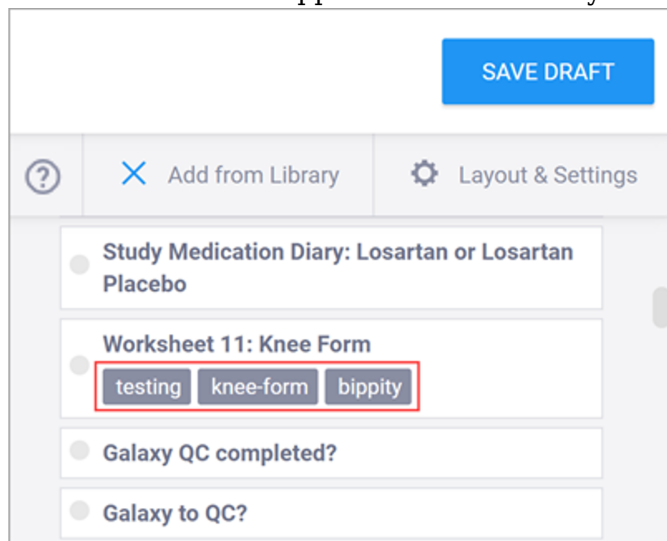 SAVE DRAFT
Add from Library
Layout & Settings
Study Medication Diary: Losartan or Losartan
Placebo
Worksheet 11: Knee Form
testing knee-form bippity
Galaxy QC completed?
Galaxy to QC?